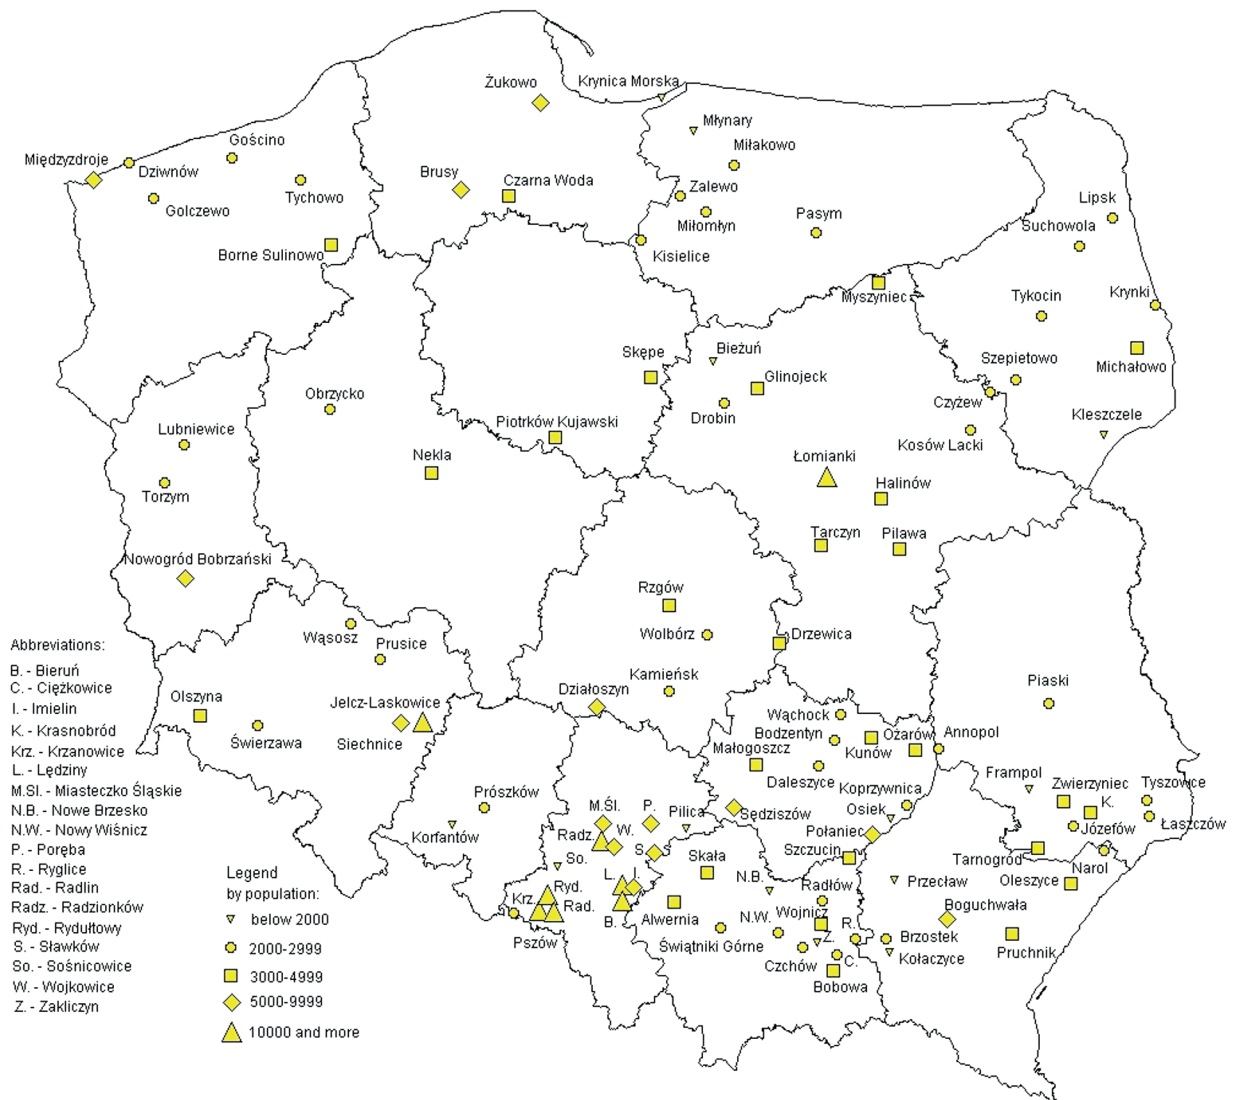 Żukowo
Krynica Morska
Młynary
Miłakowo
Gościno
Międzyzdroje
Dziwnów
Golczewo
Tychowo
Brusy
Czarna Woda
Zalewo
Miłomłyn
Pasym
Lipsk
Suchowola
Borne Sulinowo
Kisielice
Myszyniec
Tykocin
Krynki
Skępe
Bieżuń
Glinojeck
Szepietowo
Michałowo
Obrzycko
Drobin
Czyżew
Kleszczele
Lubniewice
Piotrków Kujawski
Kosów Lacki
Nekla
Łomianki
Torzym
Halinów
Tarczyn
Pilawa
Nowogród Bobrzański
Rzgów
Wąsosz
Wolbórz
Drzewica
Prusice
Kamieńsk
Piaski
Olszyna
Jelcz-Laskowice
Działoszyn
Wąchock
Świerzawa
Siechnice
Bodzentyn
Kunów
Ożarów
Annopol
Małogoszcz
Daleszyce
Frampol
Zwierzyniec
K.
Tyszowce
Prószków
Koprzywnica
Osiek
Korfantów
M.Śl.
P.
Pilica
Sędziszów
Połaniec
Józefów
Łaszczów
Radz.
W.
S.
Szczucin
Skała
Tarnogród
Narol
So.
Oleszyce
L.
I.
N.B.
Radłów
Przecław
Krz.
Ryd.
Rad.
B.
Alwernia
N.W.
Wojnicz
R.
Boguchwała
Pszów
Świątniki Górne
Z.
Brzostek
Pruchnik
Czchów
C.
Kołaczyce
Bobowa
Abbreviations:
B. - Bieruń
C. - Ciężkowice
I. - Imielin
K. - Krasnobród
Krz. - Krzanowice
L. - Lędziny
M.Śl. - Miasteczko Śląskie
N.B. - Nowe Brzesko
N.W. - Nowy Wiśnicz
P. - Poręba
R. - Ryglice
Rad. - Radlin
Radz. - Radzionków
Ryd. - Rydułtowy
S. - Sławków
So. - Sośnicowice
W. - Wojkowice
Z. - Zakliczyn
Legend
by population:
below 2000
2000-2999
3000-4999
5000-9999
10000 and more